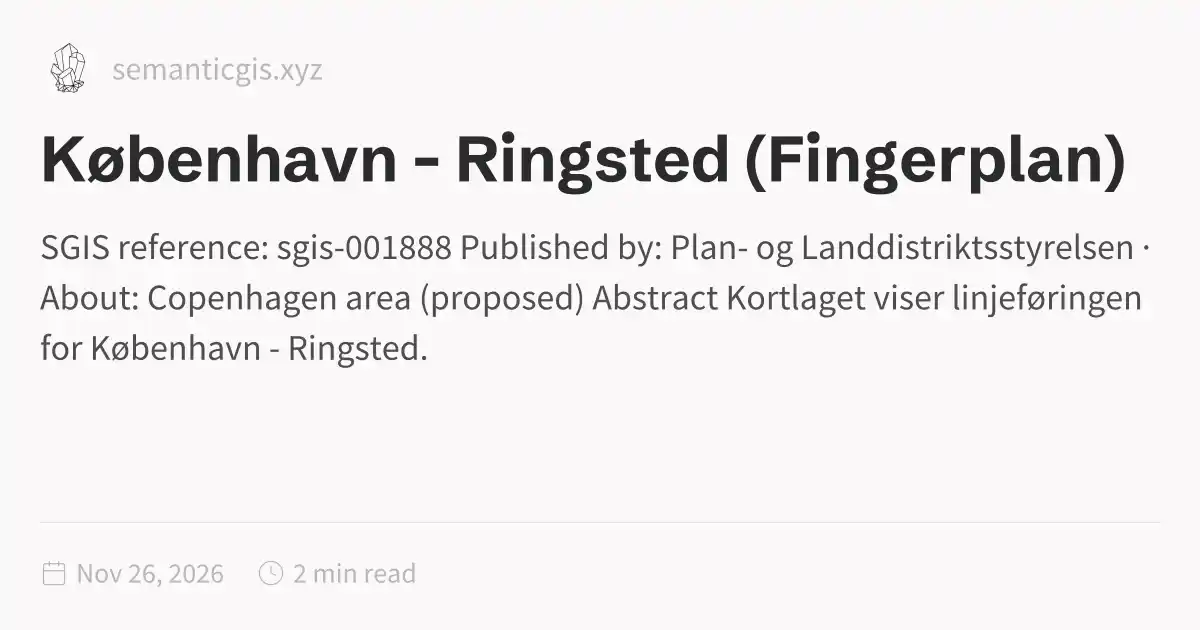 semanticgis.xyz
København - Ringsted (Fingerplan)
SGIS reference: sgis-001888 Published by: Plan- og Landdistriktsstyrelsen ·
About: Copenhagen area (proposed) Abstract Kortlaget viser linjeføringen
for København - Ringsted.
Nov 26, 2026 2 min read